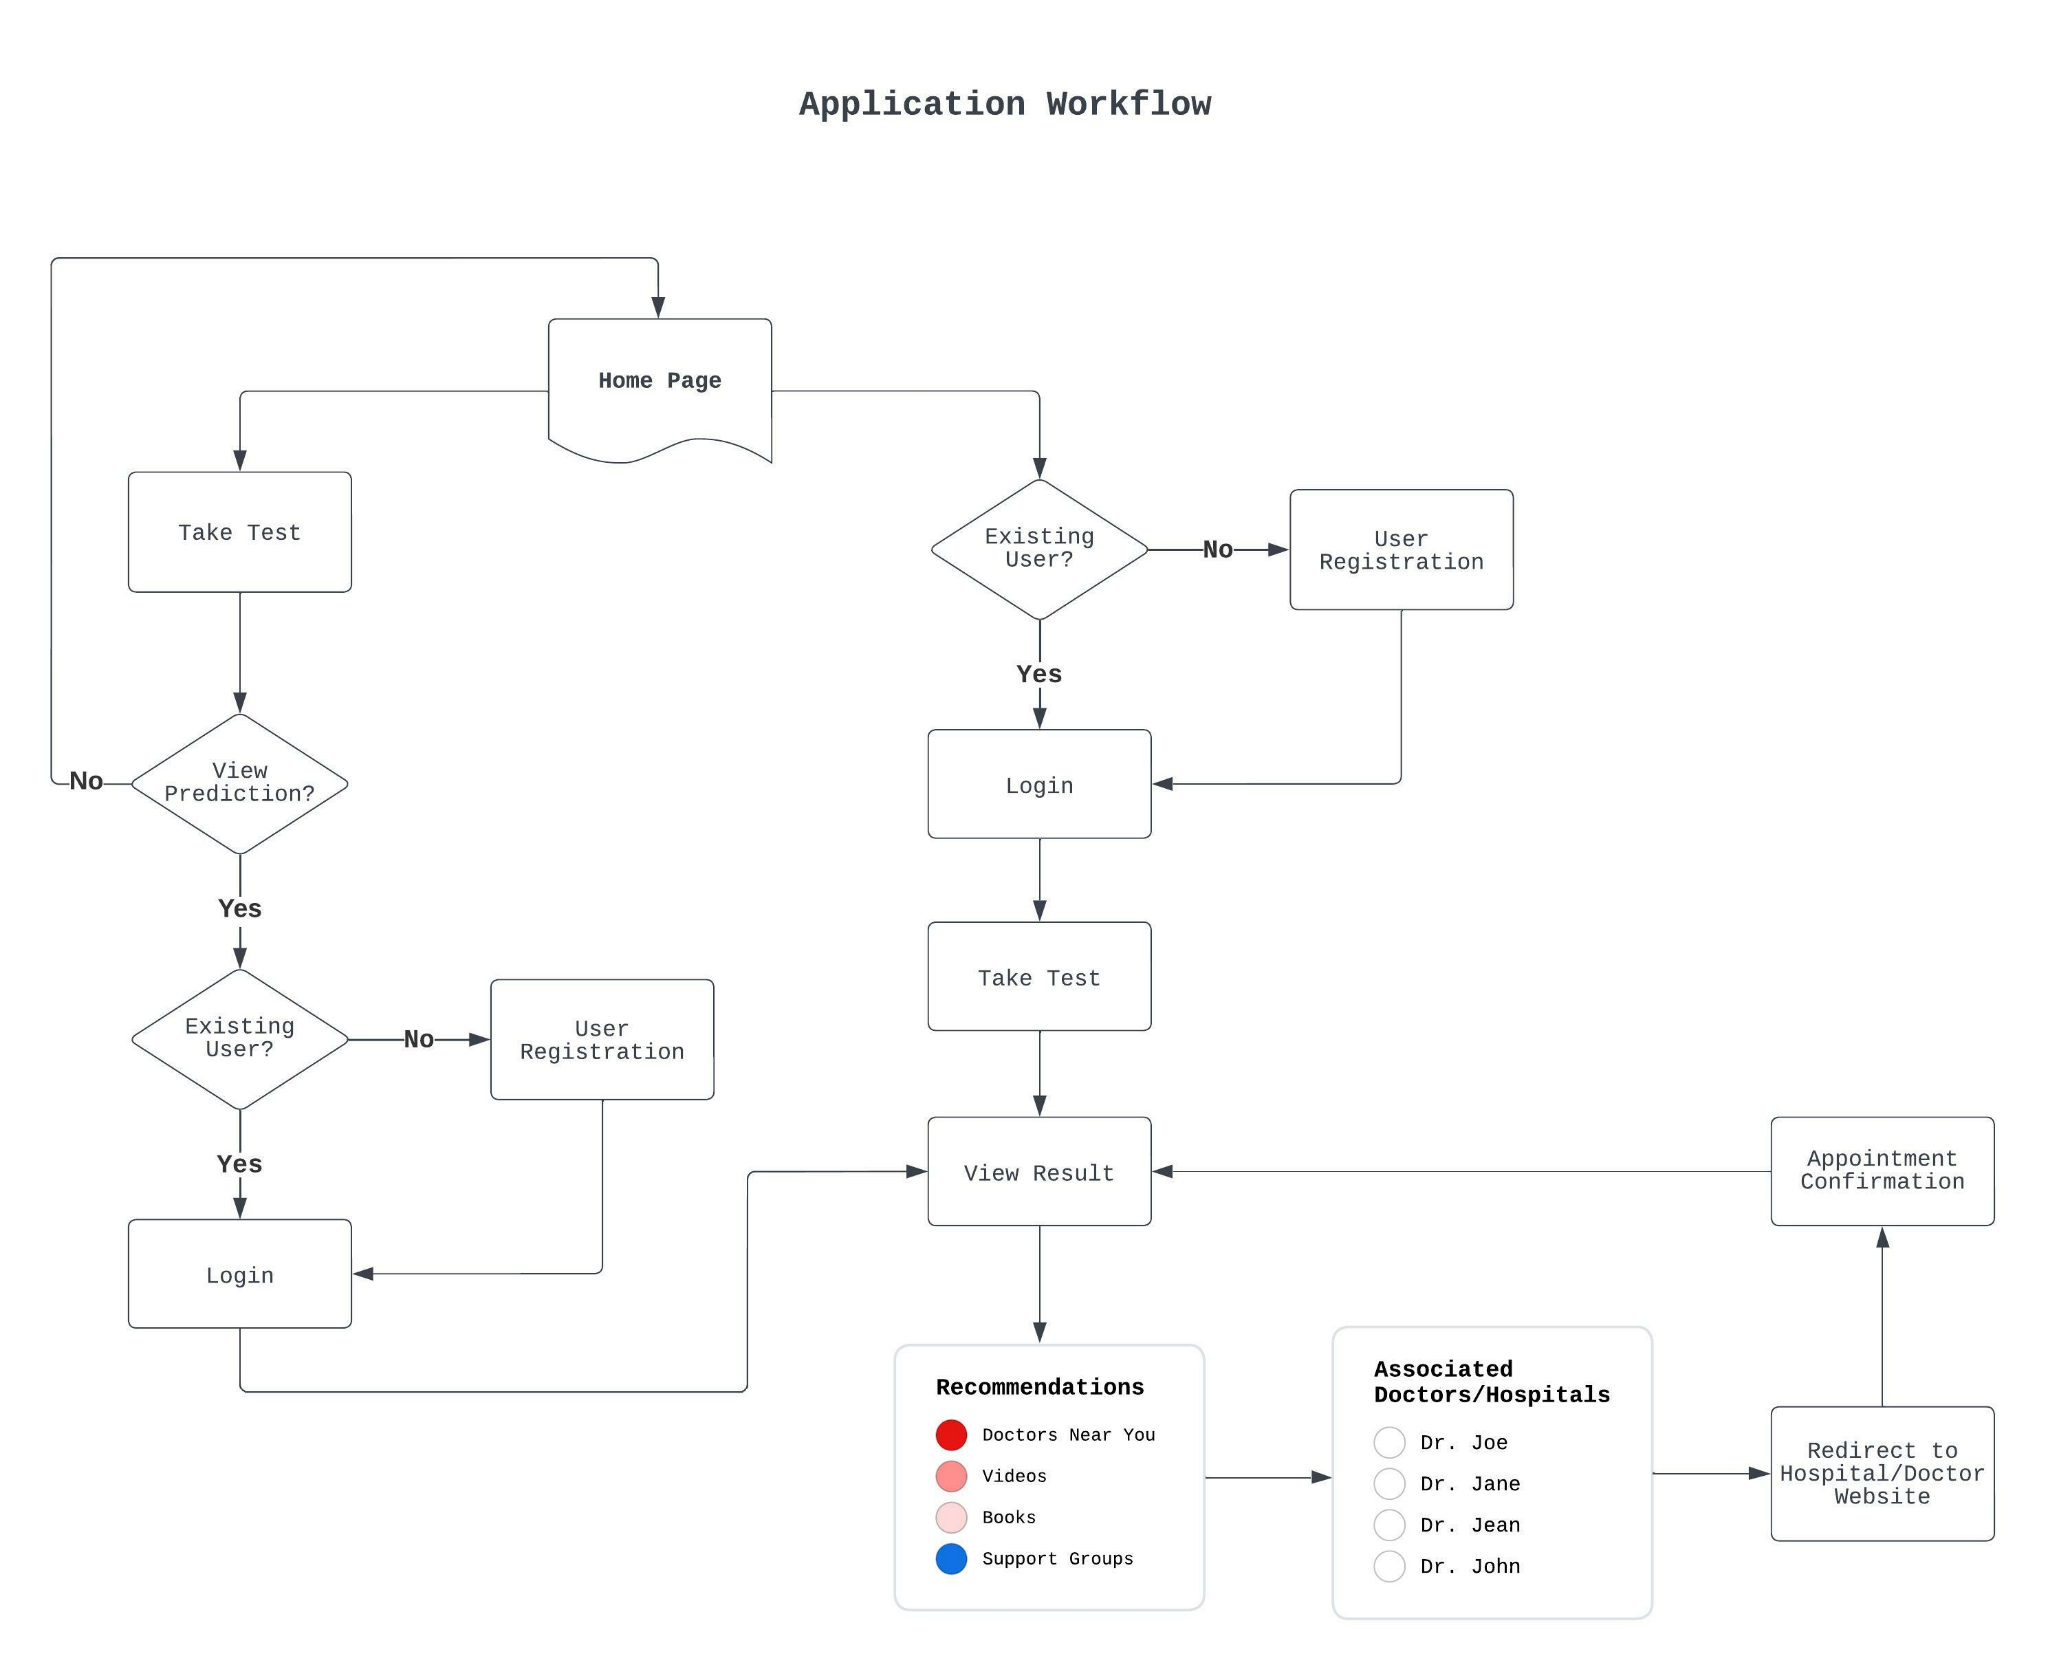 Application Workflow
Home Page
Take Test
View
Prediction?
No
Yes
Existing
User?
No
User
Registration
Yes
Login
Existing
User?
No
User
Registration
Yes
Login
Take Test
View Result
Recommendations
Doctors Near You
Videos
Books
Support Groups
Associated
Doctors/Hospitals
Dr. Joe
Dr. Jane
Dr. Jean
Dr. John
Redirect to
Hospital/Doctor
Website
Appointment
Confirmation